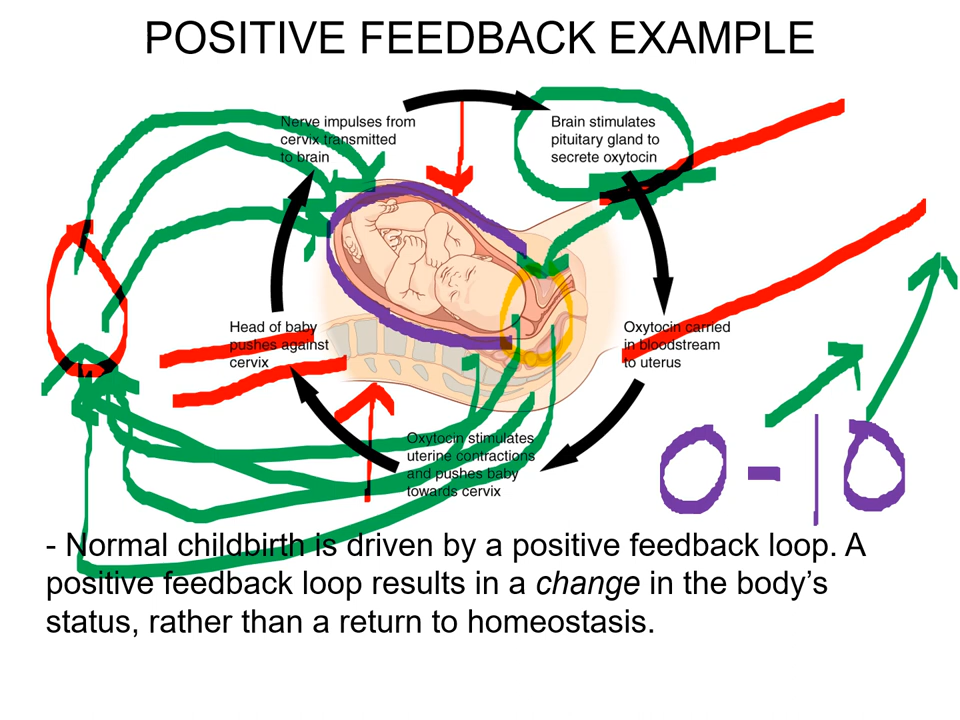 POSITIVE FEEDBACK EXAMPLE
Nerve impulses from
cervix transmitted
to brain
Brain stimulates
pituitary gland to
secrete oxytocin
Head of baby
pushes against
cervix
Oxytocin carried
in bloodstream
to uterus
Oxytocin stimulates
uterine contractions
and pushes baby
towards cervix
0-10
- Normal childbirth is driven by a positive feedback loop. A
positive feedback loop results in a change in the body's
status, rather than a return to homeostasis.